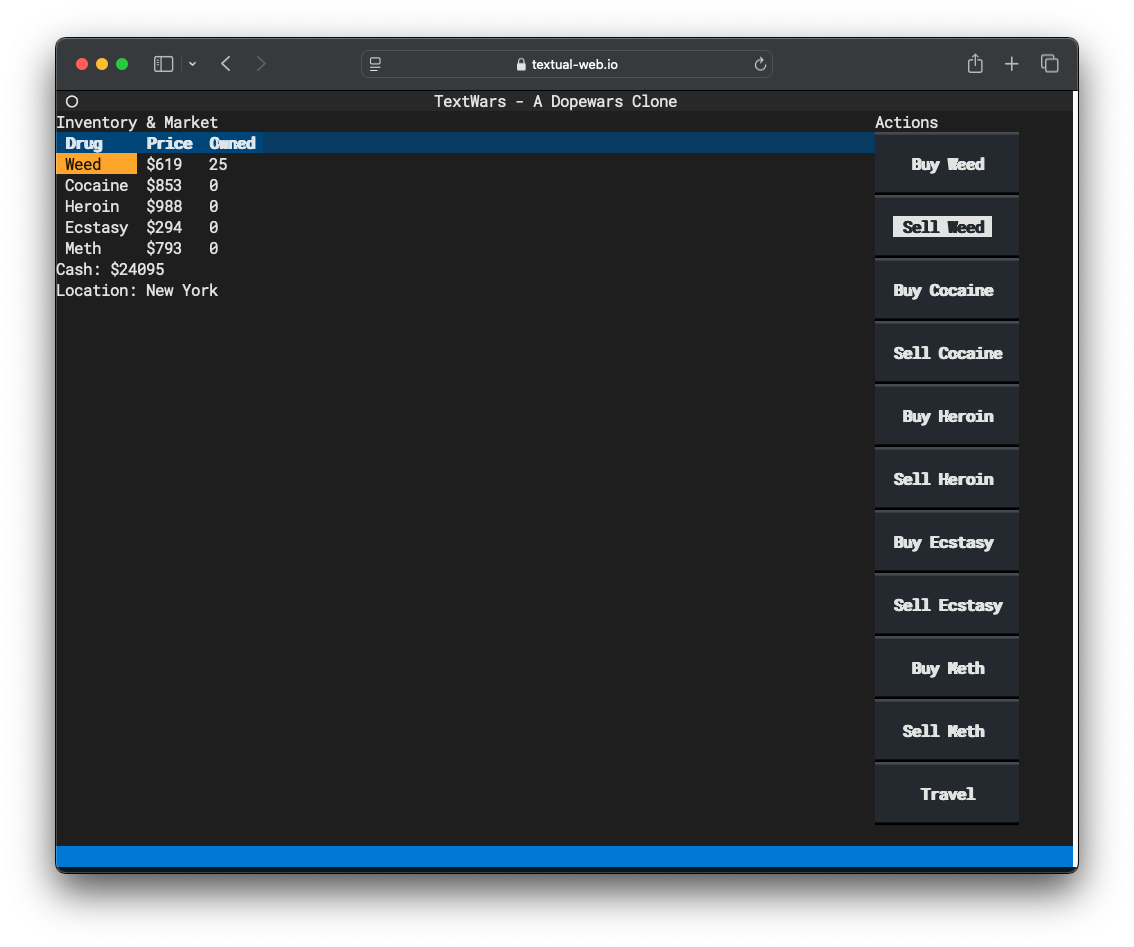 textual-web.io
TextWars - A Dopewars Clone
Inventory & Market
Drug Price Owned
Weed $619 25
Cocaine $853 0
Heroin $988 0
Ecstasy $294 0
Meth $793 0
Cash: $24095
Location: New York
Actions
Buy Weed
Sell Weed
Buy Cocaine
Sell Cocaine
Buy Heroin
Sell Heroin
Buy Ecstasy
Sell Ecstasy
Buy Meth
Sell Meth
Travel